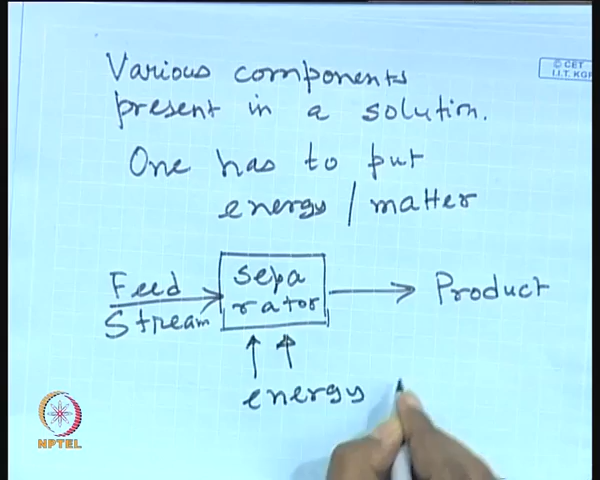 © CET
I.I.T. KGP
Various components
present in a solution.
One has to put
energy / matter
Feed
Stream
sepa
rator
Product
energy
NPTEL